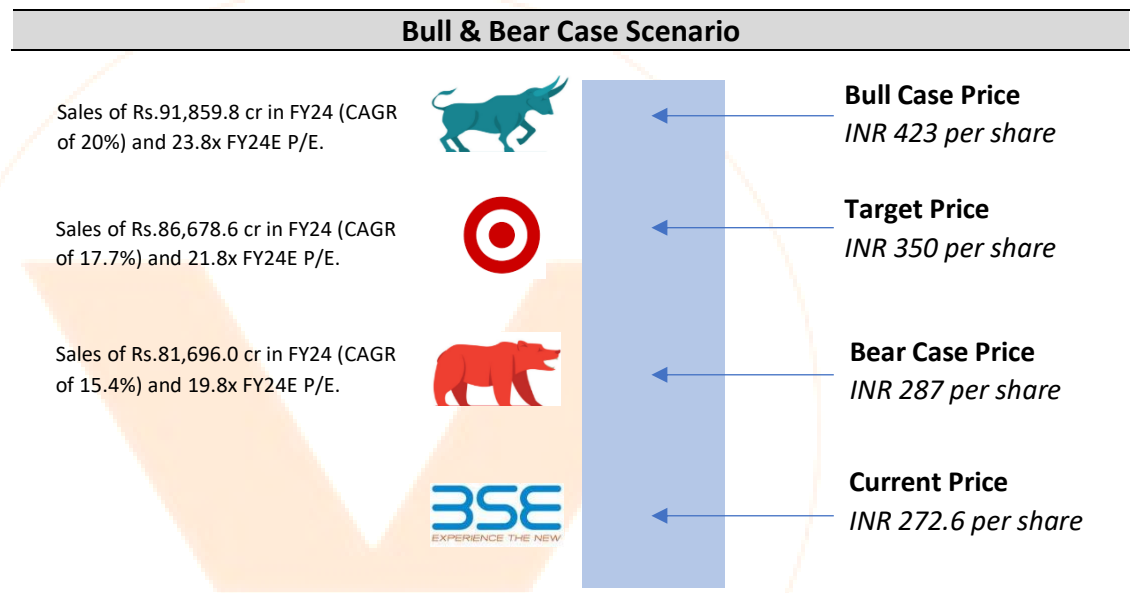 Bull & Bear Case Scenario
Sales of Rs.91,859.8 cr in FY24 (CAGR
of 20%) and 23.8x FY24E P/E.
Bull Case Price
INR 423 per share
Sales of Rs.86,678.6 cr in FY24 (CAGR
of 17.7%) and 21.8x FY24E P/E.
Target Price
INR 350 per share
Sales of Rs.81,696.0 cr in FY24 (CAGR
of 15.4%) and 19.8x FY24E P/E.
Bear Case Price
INR 287 per share
BSE
EXPERIENCE THE NEW
Current Price
INR 272.6 per share